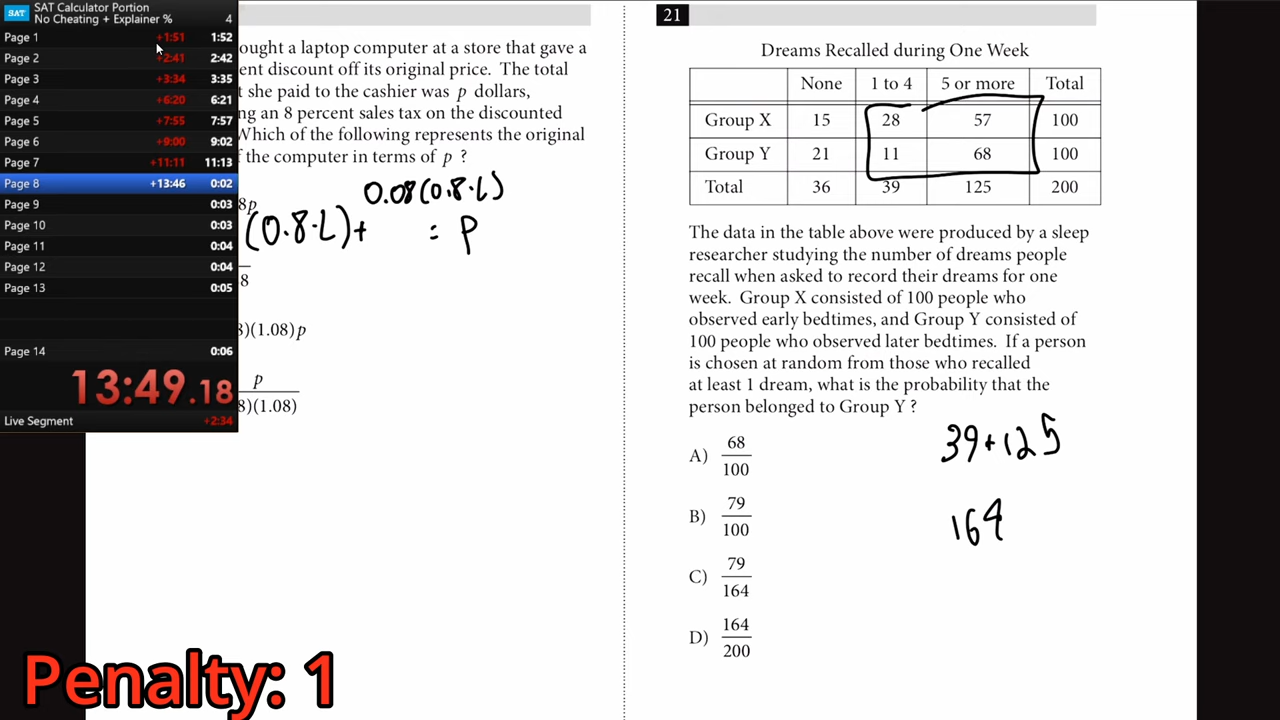 SAT
SAT Calculator Portion
No Cheating + Explainer %
4
Page 1 +1:51 1:52
Page 2 +2:41 2:42
Page 3 +3:34 3:35
Page 4 +6:20 6:21
Page 5 +7:55 7:57
Page 6 +9:00 9:02
Page 7 +11:11 11:13
Page 8 +13:46 0:02
Page 9 0:03
Page 10 0:03
Page 11 0:04
Page 12 0:04
Page 13 0:05
Page 14 0:06
13:49.18
Live Segment +2:34
ought a laptop computer at a store that gave a
ent discount off its original price. The total
t she paid to the cashier was p dollars,
ng an 8 percent sales tax on the discounted
Which of the following represents the original
f the computer in terms of p ?
0.08(0.8·L)
8p
(0.8·L)+ = P
8
8)(1.08)p
p
8)(1.08)
21
Dreams Recalled during One Week
None 1 to 4 5 or more Total
Group X 15 28 57 100
Group Y 21 11 68 100
Total 36 39 125 200
The data in the table above were produced by a sleep
researcher studying the number of dreams people
recall when asked to record their dreams for one
week. Group X consisted of 100 people who
observed early bedtimes, and Group Y consisted of
100 people who observed later bedtimes. If a person
is chosen at random from those who recalled
at least 1 dream, what is the probability that the
person belonged to Group Y ?
39+125
A) 68/100
B) 79/100
164
C) 79/164
D) 164/200
Penalty: 1